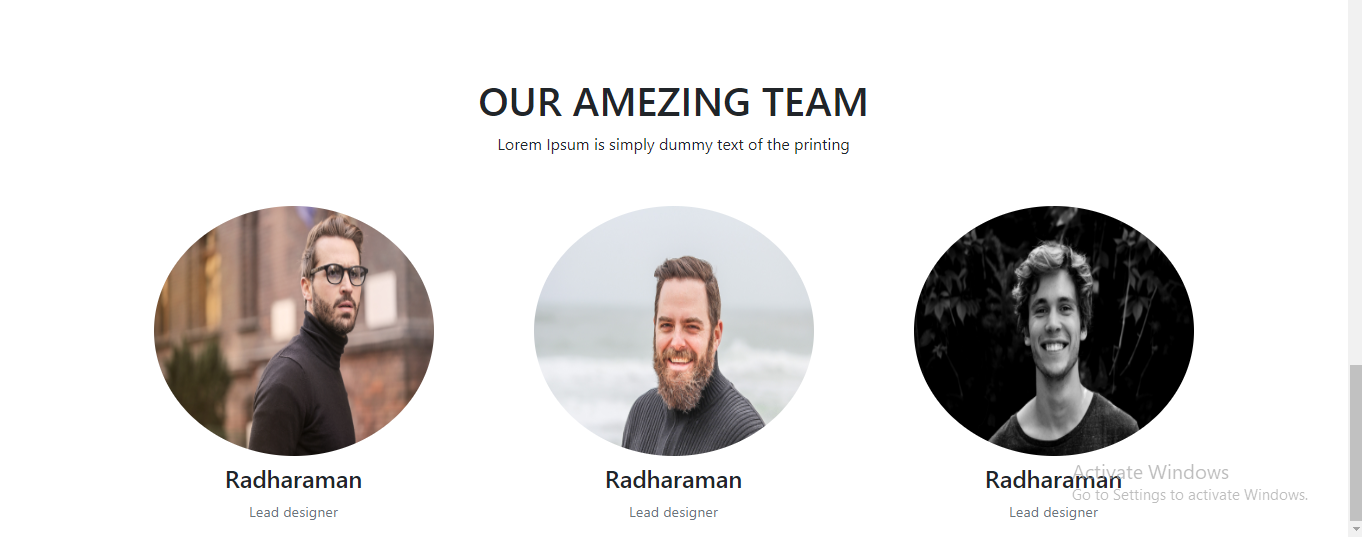 OUR AMEZING TEAM
Lorem Ipsum is simply dummy text of the printing
Radharaman
Lead designer
Radharaman
Lead designer
Radharaman
Lead designer
Activate Windows
Go to Settings to activate Windows.